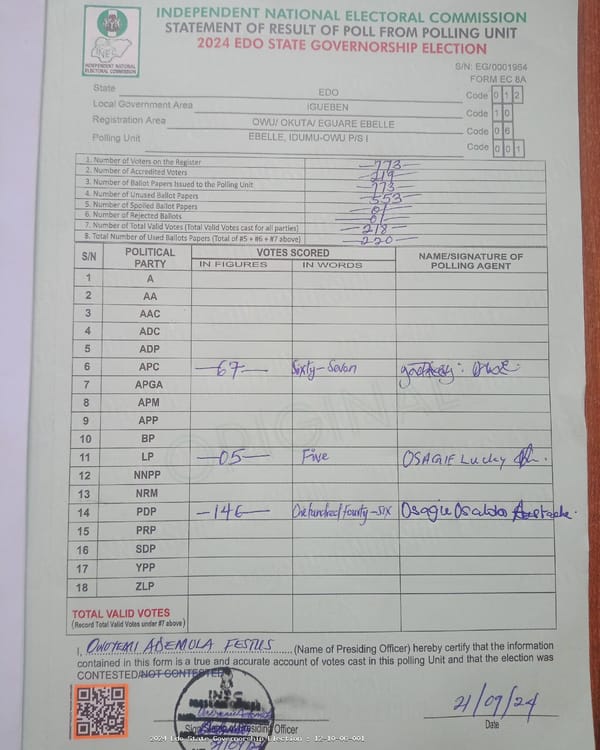 INDEPENDENT NATIONAL ELECTORAL COMMISSION
STATEMENT OF RESULT OF POLL FROM POLLING UNIT
2024 EDO STATE GOVERNORSHIP ELECTION
INEC
INDEPENDENT NATIONAL
ELECTORAL COMMISSION
S/N: EG/0001954
FORM EC 8A
State EDO Code 0 1 2
Local Government Area IGUEBEN Code 1 0
Registration Area OWU/ OKUTA/ EGUARE EBELLE Code 0 6
Polling Unit EBELLE, IDUMU-OWU P/S I Code 0 0 1
1. Number of Voters on the Register 773
2. Number of Accredited Voters 219
3. Number of Ballot Papers Issued to the Polling Unit 773
4. Number of Unused Ballot Papers 553
5. Number of Spoiled Ballot Papers 01
6. Number of Rejected Ballots 01
7. Number of Total Valid Votes (Total Valid Votes cast for all parties) 218
8. Total Number of Used Ballots Papers (Total of #5 + #6 + #7 above) 220
S/N POLITICAL PARTY VOTES SCORED NAME/SIGNATURE OF POLLING AGENT
IN FIGURES IN WORDS
1 A
2 AA
3 AAC
4 ADC
5 ADP
6 APC —67— Sixty-Seven
7 APGA
8 APM
9 APP
10 BP
11 LP —05— Five OSAGIE Lucky
12 NNPP
13 NRM
14 PDP —146— One hundred/fourty-six Osagie
15 PRP
16 SDP
17 YPP
18 ZLP
TOTAL VALID VOTES
(Record Total Valid Votes under #7 above)
I, OWOYEMI ADEMOLA FESTUS (Name of Presiding Officer) hereby certify that the information
contained in this form is a true and accurate account of votes cast in this polling Unit and that the election was
CONTESTED/NOT CONTESTED
INEC
Presiding Officer
21/09/24
Date
2024 Edo State Governorship Election : 12-10-06-001